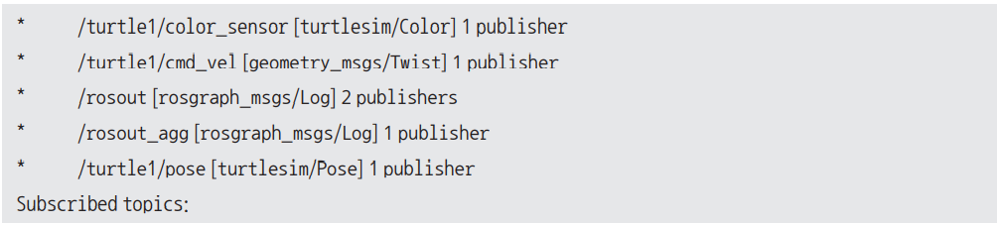 * /turtle1/color_sensor [turtlesim/Color] 1 publisher
* /turtle1/cmd_vel [geometry_msgs/Twist] 1 publisher
* /rosout [rosgraph_msgs/Log] 2 publishers
* /rosout_agg [rosgraph_msgs/Log] 1 publisher
* /turtle1/pose [turtlesim/Pose] 1 publisher
Subscribed topics: